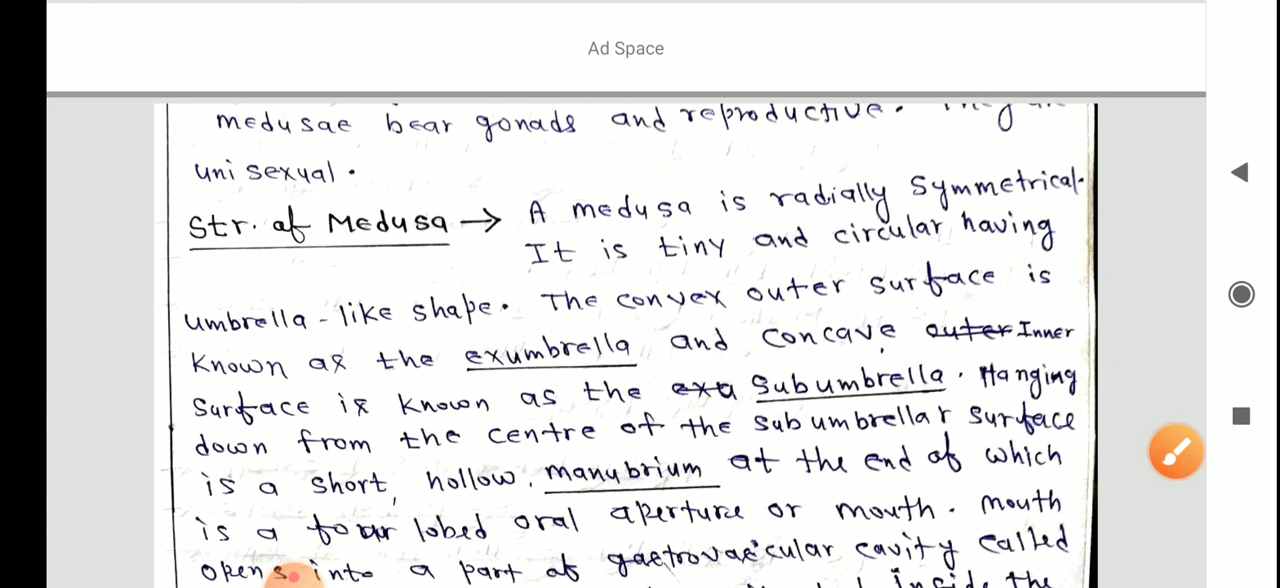 Ad Space
medusae bear gonads and reproductive.
unisexual.
Str. of Medusa → A medusa is radially symmetrical.
It is tiny and circular having
umbrella-like shape. The convex outer surface is
known as the exumbrella and concave outer Inner
surface is known as the exa Subumbrella. Hanging
down from the centre of the subumbrellar surface
is a short, hollow, manubrium at the end of which
is a four lobed oral aperture or mouth. Mouth
opens into a part of gastrovascular cavity called
inside the